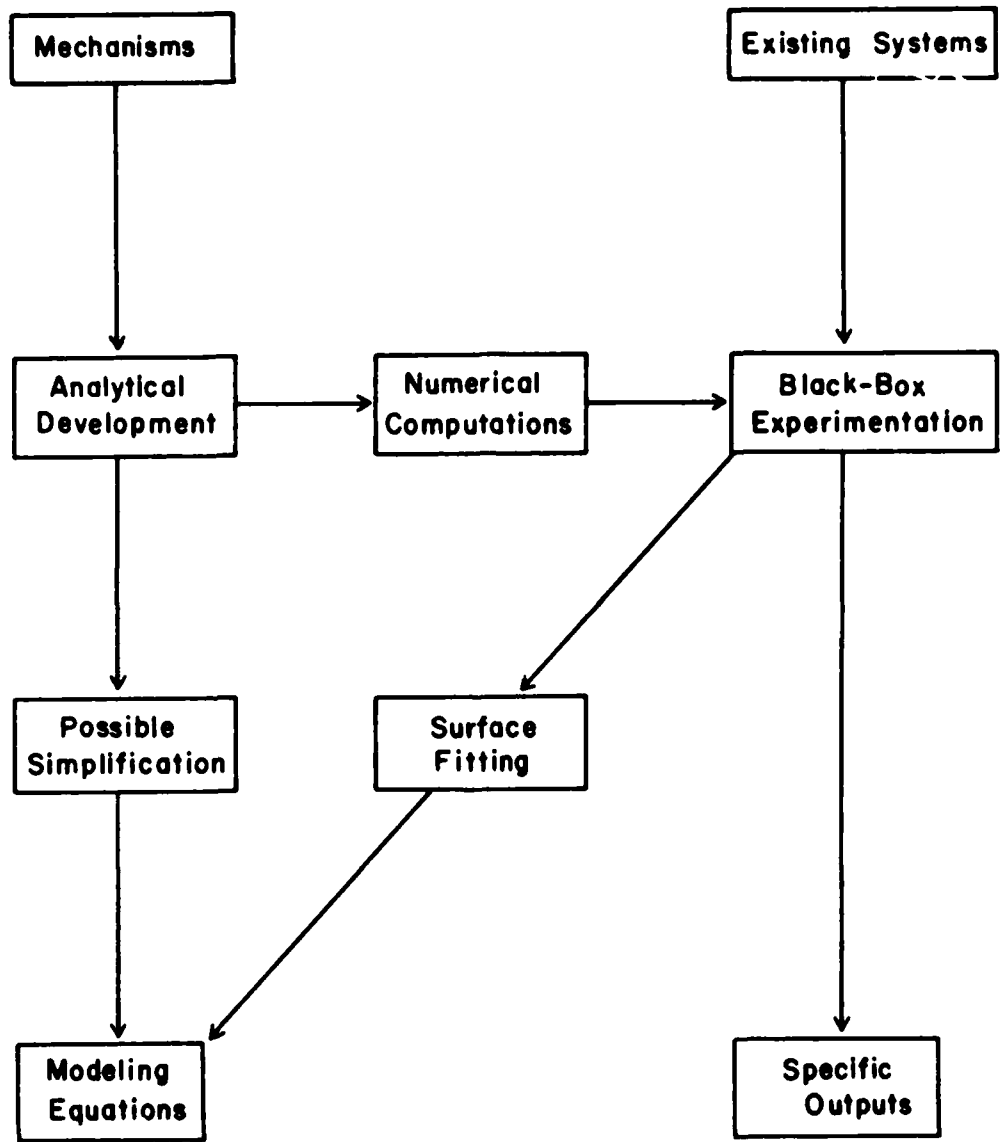 Mechanisms
Existing Systems
Analytical
Development
Numerical
Computations
Black-Box
Experimentation
Possible
Simplification
Surface
Fitting
Modeling
Equations
Specific
Outputs